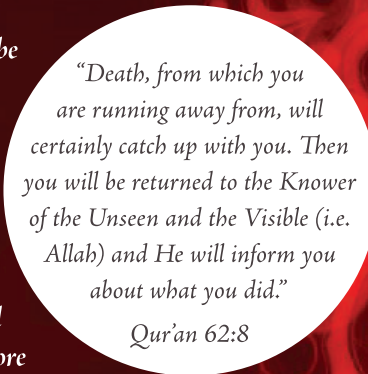 be
“Death, from which you
are running away from, will
certainly catch up with you. Then
you will be returned to the Knower
of the Unseen and the Visible (i.e.
Allah) and He will inform you
about what you did.”
Qur’an 62:8